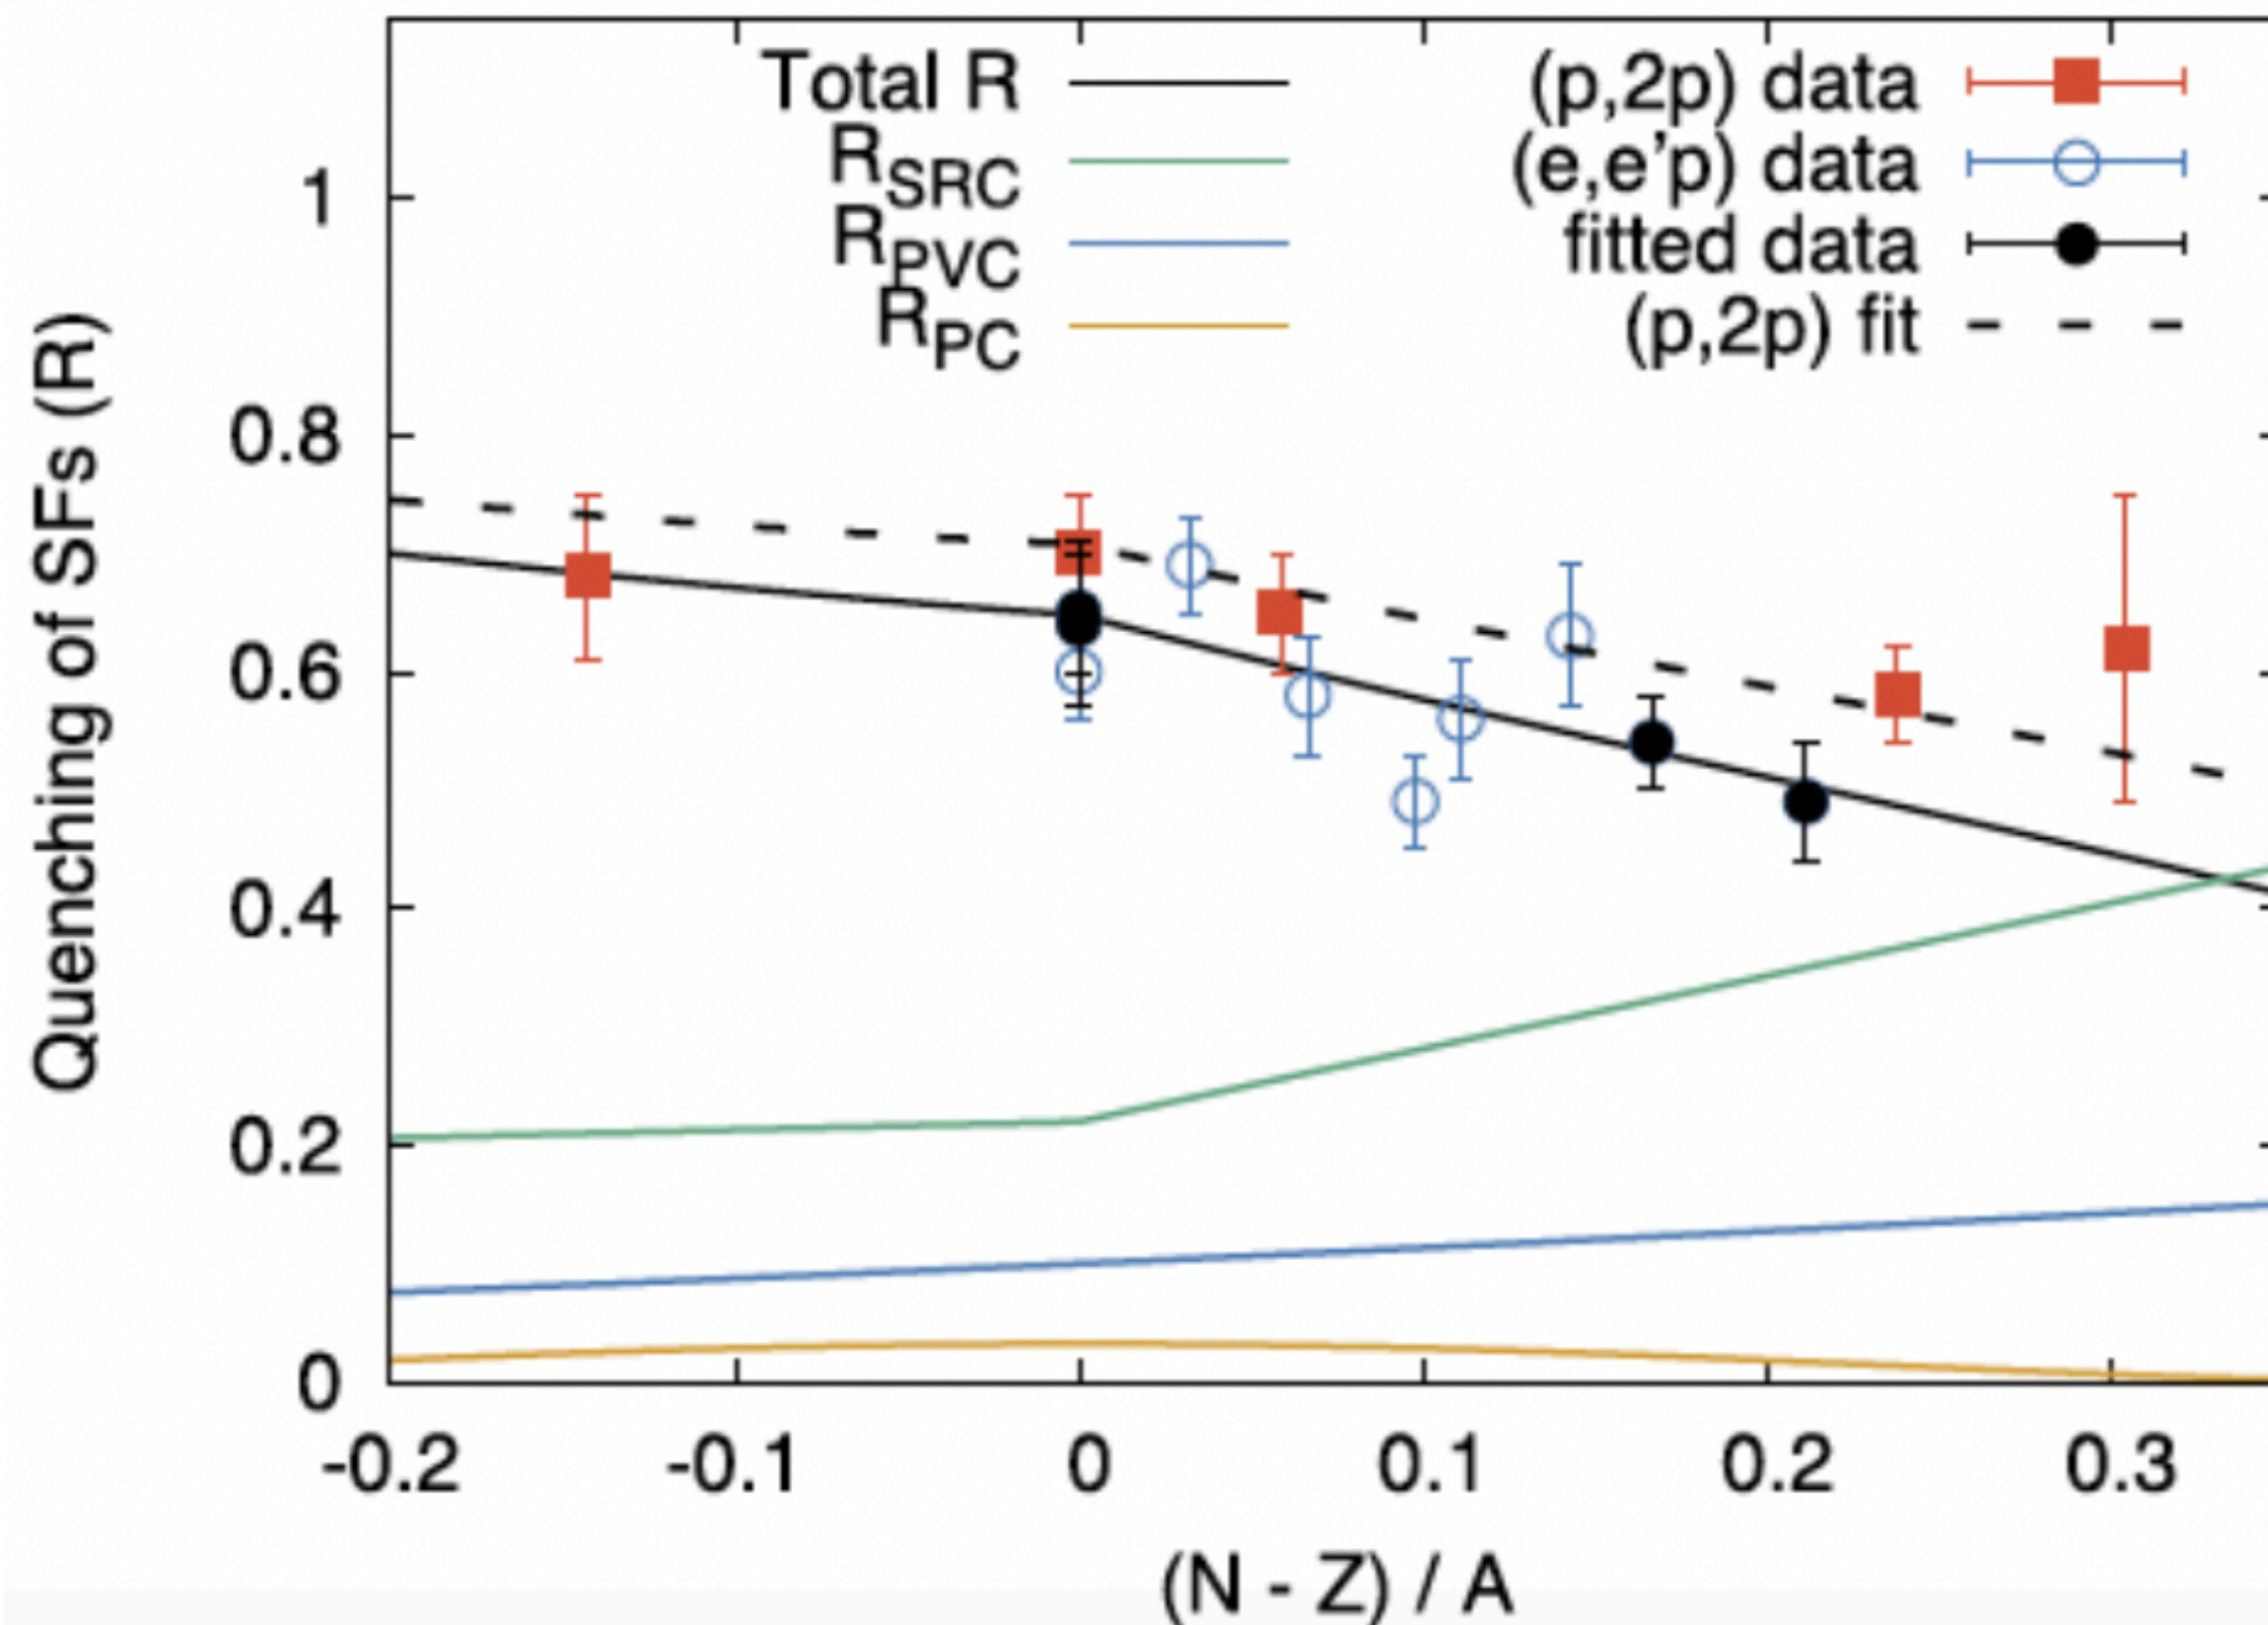 Total R
R_SRC
R_PVC
R_PC
(p,2p) data
(e,e'p) data
fitted data
(p,2p) fit
Quenching of SFs (R)
1
0.8
0.6
0.4
0.2
0
-0.2 -0.1 0 0.1 0.2 0.3
(N - Z) / A